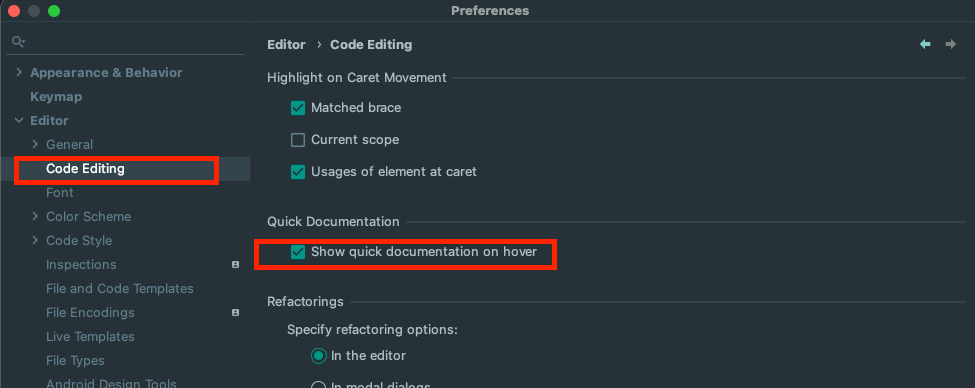 Preferences
Appearance & Behavior
Keymap
Editor
General
Code Editing
Font
Color Scheme
Code Style
Inspections
File and Code Templates
File Encodings
Live Templates
File Types
Android Design Tools
Editor › Code Editing
Highlight on Caret Movement
Matched brace
Current scope
Usages of element at caret
Quick Documentation
Show quick documentation on hover
Refactorings
Specify refactoring options:
In the editor
In modal dialogs